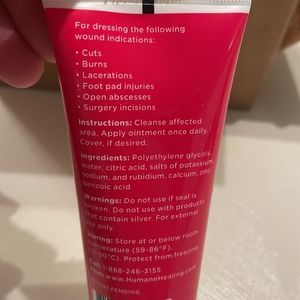 For dressing the following
wound indications:
• Cuts
• Burns
• Lacerations
• Foot pad injuries
• Open abscesses
• Surgery incisions
Instructions: Cleanse affected
area. Apply ointment once daily.
Cover, if desired.
Ingredients: Polyethylene glycols,
water, citric acid, salts of potassium,
sodium, and rubidium, calcium, zinc,
benzoic acid
Warnings: Do not use if seal is
broken. Do not use with products
that contain silver. For external
use only.
Storing: Store at or below room
temperature (59-86°F).
30°C). Protect from freezing
1-888-246-3155
www.HumaneHealing.com
PENDING